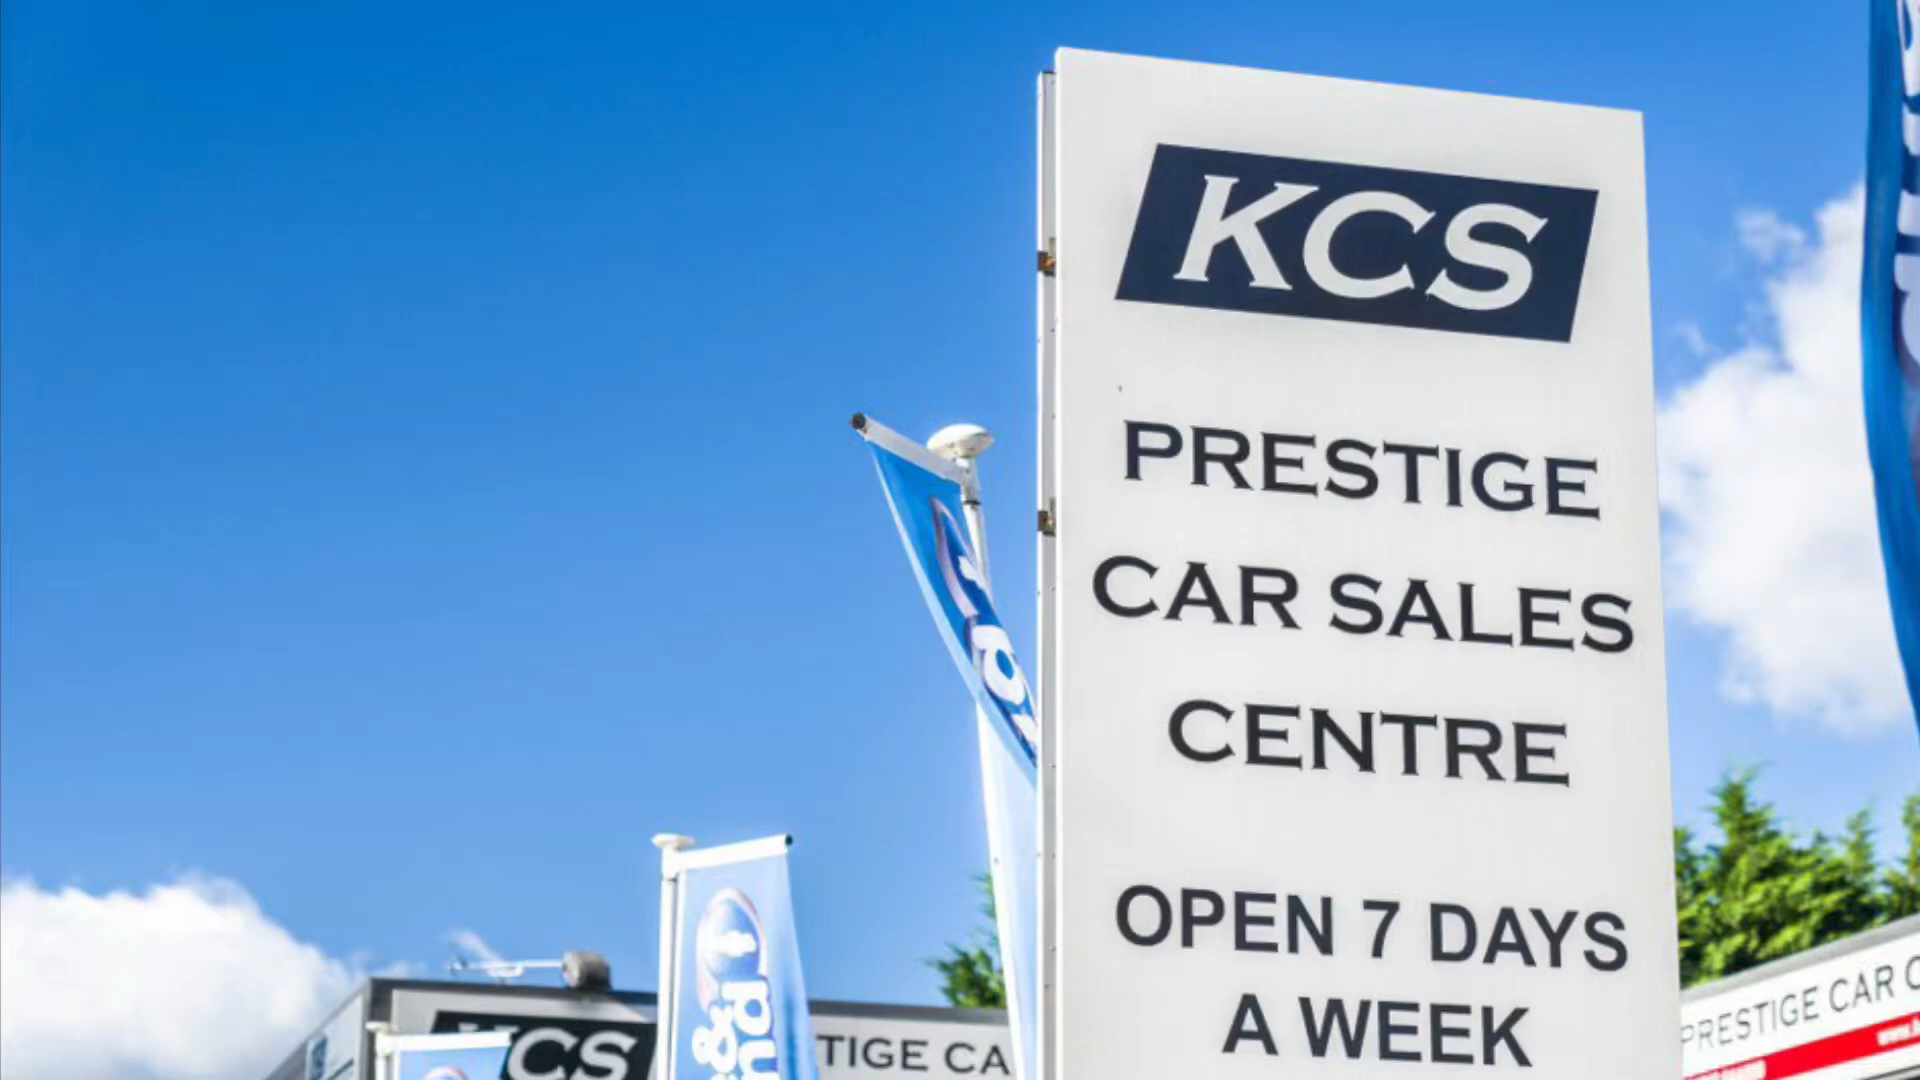 KCS
PRESTIGE
CAR SALES
CENTRE
OPEN 7 DAYS
A WEEK
KCS
TIGE CA
PRESTIGE CAR C